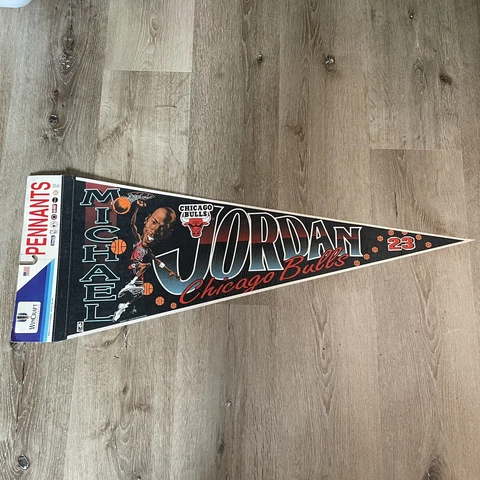 PENNANTS
WINCRAFT
MICHAEL
CHICAGO
BULLS
JORDAN
Chicago Bulls
23